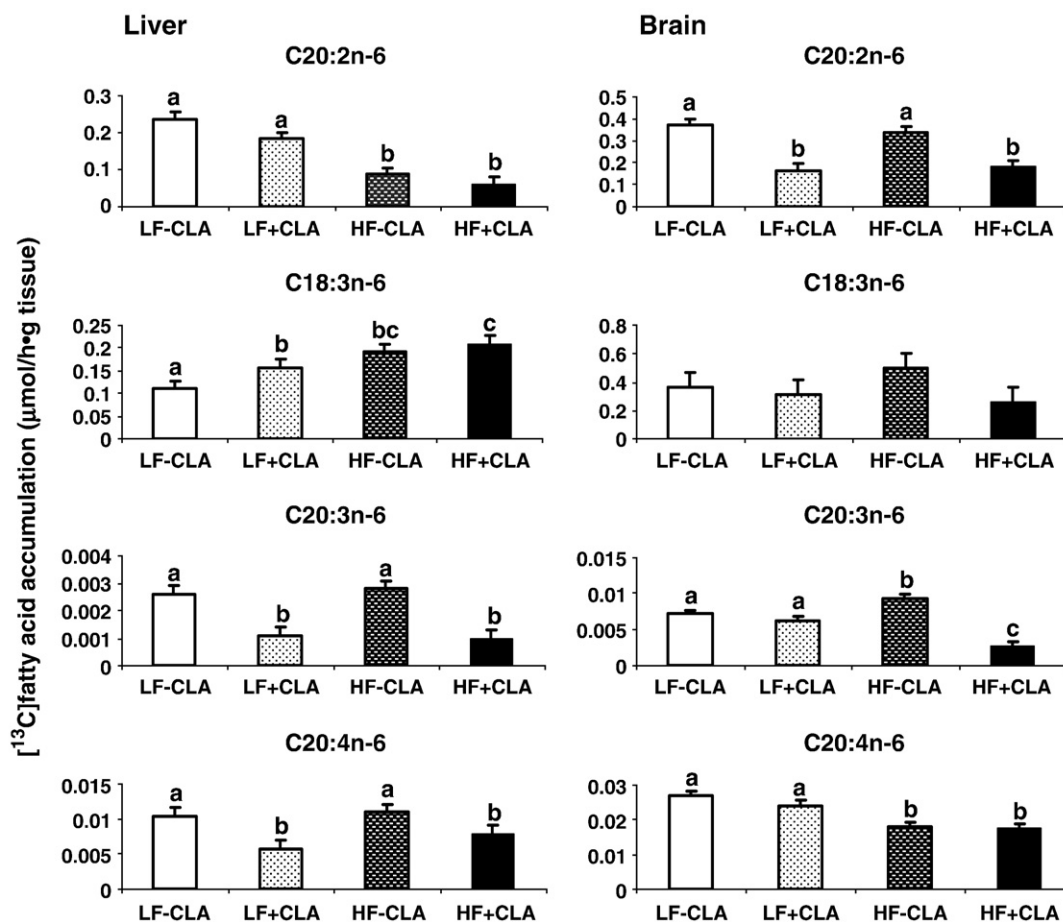 Liver
Brain
[¹³C]fatty acid accumulation (μmol/h•g tissue)
C20:2n-6
0.3
0.2
0.1
0
a
a
b
b
LF-CLA LF+CLA HF-CLA HF+CLA
C20:2n-6
0.5
0.4
0.3
0.2
0.1
0
a
b
a
b
LF-CLA LF+CLA HF-CLA HF+CLA
C18:3n-6
0.25
0.2
0.15
0.1
0.05
0
a
b
bc
c
LF-CLA LF+CLA HF-CLA HF+CLA
C18:3n-6
0.8
0.6
0.4
0.2
0
LF-CLA LF+CLA HF-CLA HF+CLA
C20:3n-6
0.004
0.003
0.002
0.001
0
a
b
a
b
LF-CLA LF+CLA HF-CLA HF+CLA
C20:3n-6
0.015
0.01
0.005
0
a
a
b
c
LF-CLA LF+CLA HF-CLA HF+CLA
C20:4n-6
0.015
0.01
0.005
0
a
b
a
b
LF-CLA LF+CLA HF-CLA HF+CLA
C20:4n-6
0.03
0.02
0.01
0
a
a
b
b
LF-CLA LF+CLA HF-CLA HF+CLA